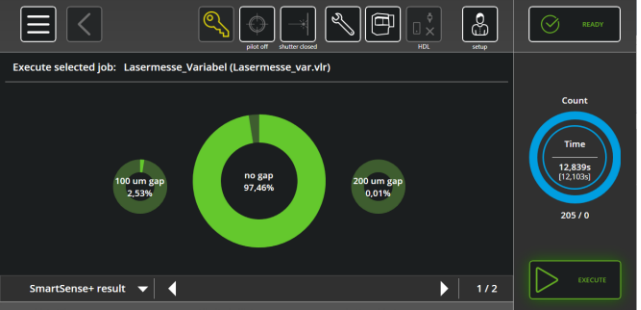 READY
pilot off
shutter closed
HDL
setup
Execute selected job: Lasermesse_Variabel (Lasermesse_var.vlr)
Count
Time
12,839s
[12,103s]
205 / 0
100 um gap
2,53%
no gap
97,46%
200 um gap
0,01%
EXECUTE
SmartSense+ result
1 / 2